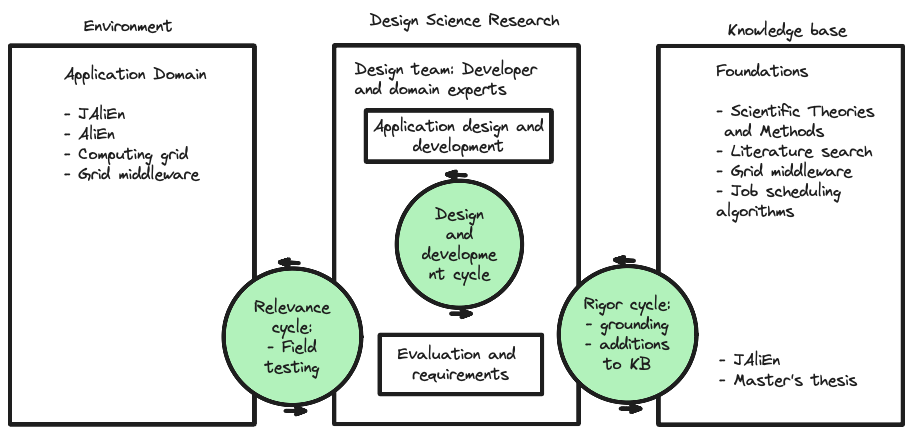 Environment
Application Domain
- JAliEn
- AliEn
- Computing grid
- Grid middleware
Relevance
cycle:
- Field
testing
Design Science Research
Design team: Developer
and domain experts
Application design and
development
Design
and
developme
nt cycle
Evaluation and
requirements
Rigor cycle:
- grounding
- additions
to KB
Knowledge base
Foundations
- Scientific Theories
and Methods
- Literature search
- Grid middleware
- Job scheduling
algorithms
- JAliEn
- Master's thesis